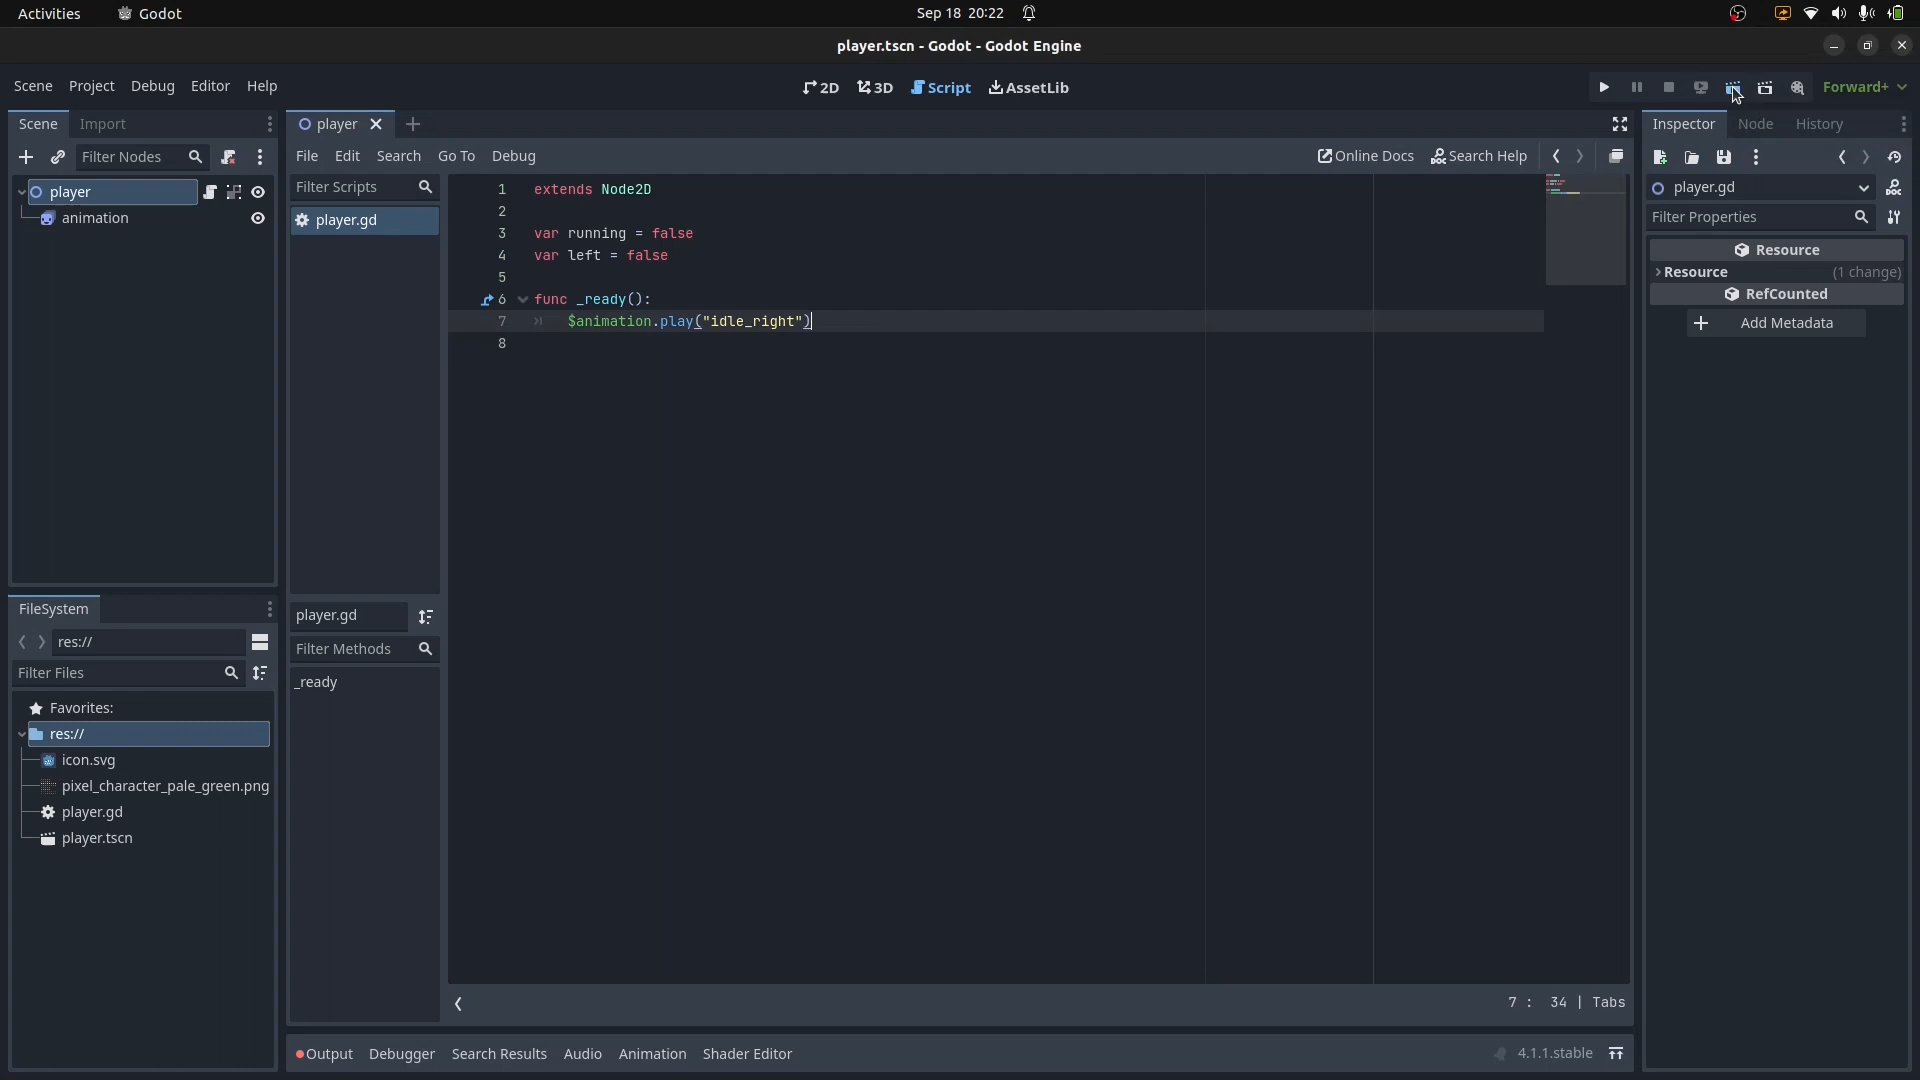 Activities Godot Sep 18 20:22
player.tscn - Godot - Godot Engine
Scene Project Debug Editor Help 2D 3D Script AssetLib Forward+
Scene Import
Filter Nodes
player
animation
FileSystem
res://
Filter Files
Favorites:
res://
icon.svg
pixel_character_pale_green.png
player.gd
player.tscn
player
File Edit Search Go To Debug Online Docs Search Help
Filter Scripts
player.gd
player.gd
Filter Methods
_ready
1 extends Node2D
2
3 var running = false
4 var left = false
5
6 func _ready():
7 $animation.play("idle_right")
8
7 : 34 | Tabs
Output Debugger Search Results Audio Animation Shader Editor 4.1.1.stable
Inspector Node History
player.gd
Filter Properties
Resource
Resource (1 change)
RefCounted
Add Metadata